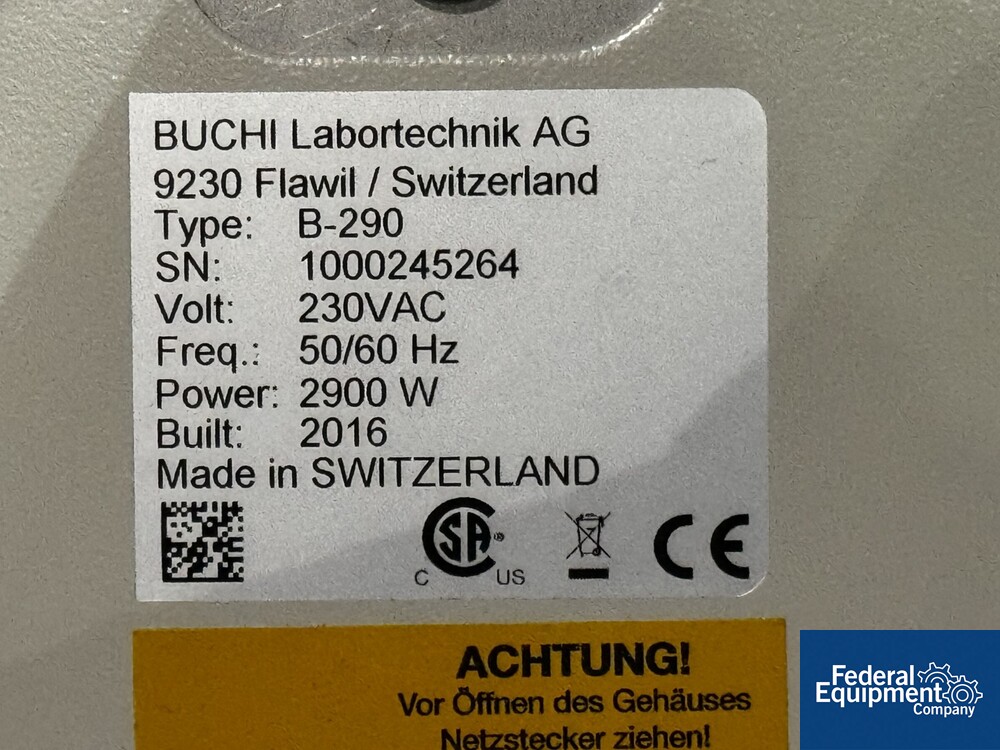 BUCHI Labortechnik AG
9230 Flawil / Switzerland
Type: B-290
SN: 1000245264
Volt: 230VAC
Freq.: 50/60 Hz
Power: 2900 W
Built: 2016
Made in SWITZERLAND
C SA® US CE
ACHTUNG!
Vor Öffnen des Gehäuses
Netzstecker ziehen!
Federal
Equipment
Company